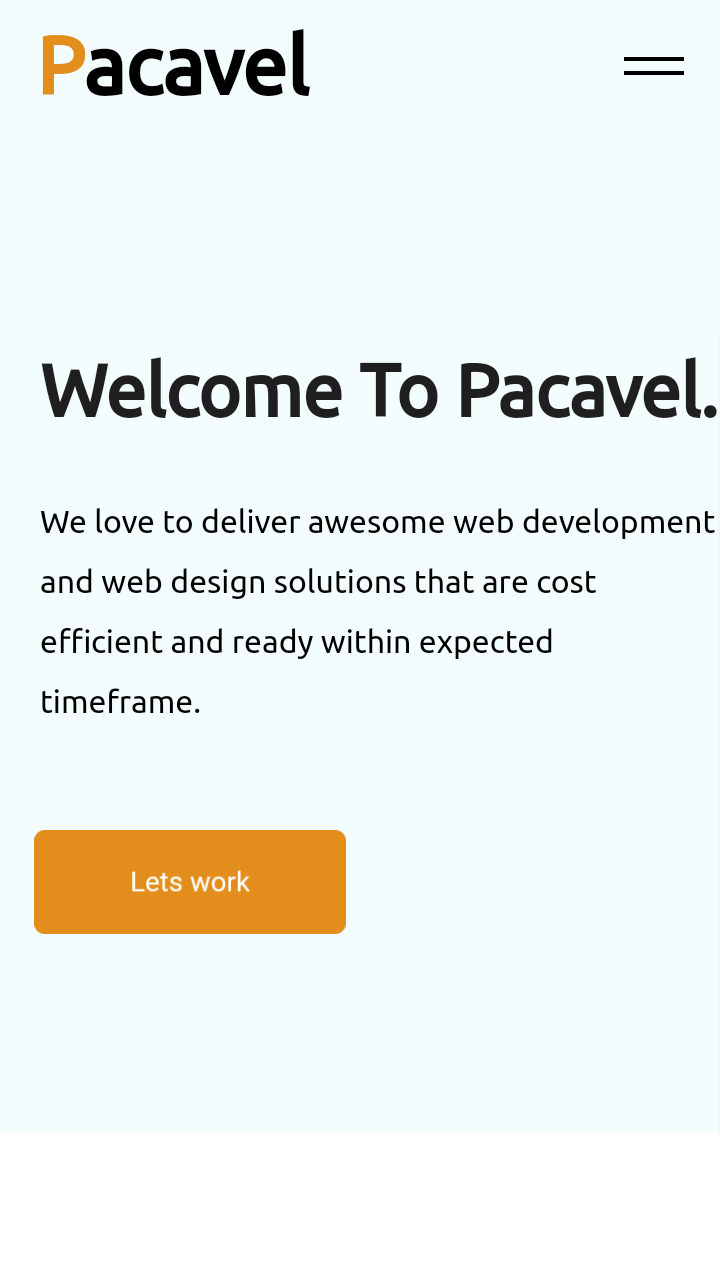 Pacavel
Welcome To Pacavel.
We love to deliver awesome web development
and web design solutions that are cost
efficient and ready within expected
timeframe.
Lets work